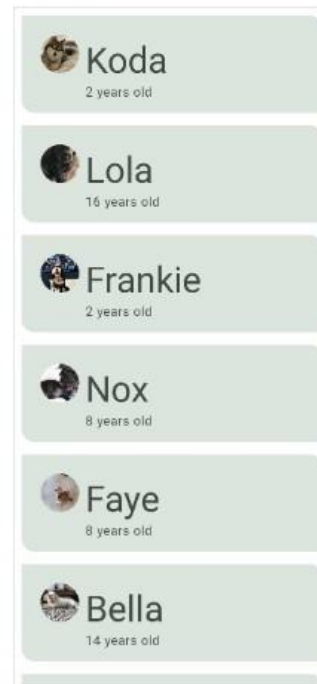 Koda
2 years old
Lola
16 years old
Frankie
2 years old
Nox
8 years old
Faye
8 years old
Bella
14 years old